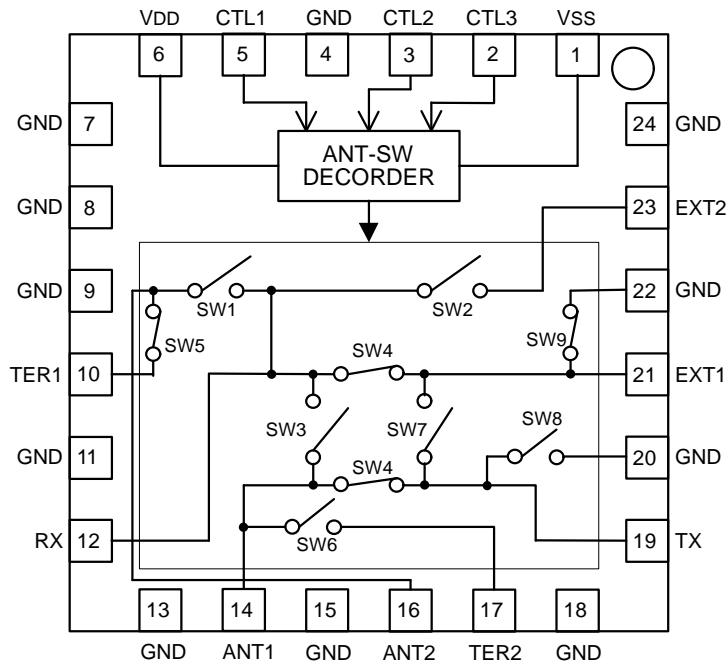 VDD CTL1 GND CTL2 CTL3 VSS
6 5 4 3 2 1
GND 7
24 GND
ANT-SW
DECORDER
GND 8
23 EXT2
GND 9
22 GND
SW1
SW2
SW5
SW4
SW9
TER1 10
21 EXT1
SW3
SW7
SW8
GND 11
20 GND
SW4
RX 12
SW6
19 TX
13 14 15 16 17 18
GND ANT1 GND ANT2 TER2 GND